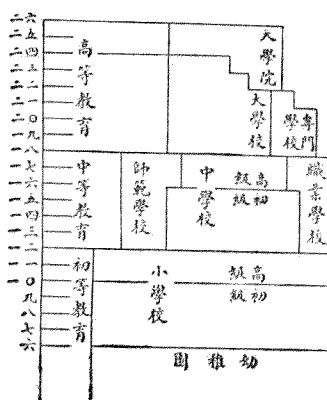 二六
二五
二四
二三
二二
二一
二〇
一九
一八
一七
一六
一五
一四
一三
一二
一一
一〇
九
八
七
六
高等教育
中等教育
初等教育
大學院
大學校
專門
學校
師範學校
中學校
高級
初級
職業學校
小學校
高級
初級
幼稚園